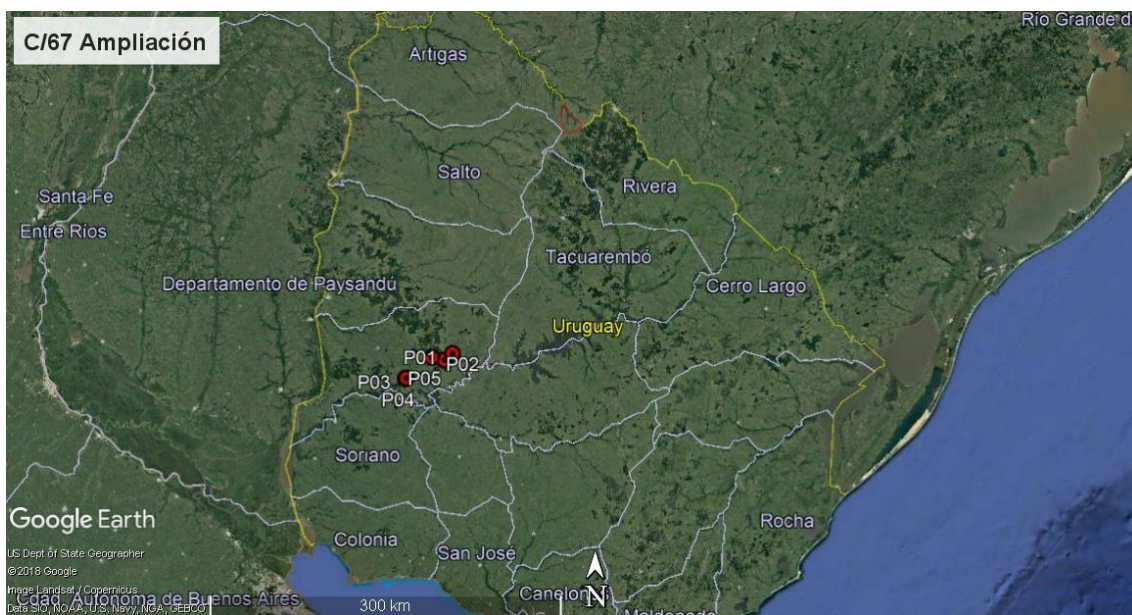 C/67 Ampliación
Río Grande d
Artigas
Salto
Rivera
Santa Fe
Entre Ríos
Tacuarembó
Departamento de Paysandú
Cerro Largo
Uruguay
P01
P02
P03
P05
P04
Soriano
Google Earth
Rocha
Colonia
San José
US Dept of State Geographer
©2018 Google
Image Landsat / Copernicus
Canelones
Cdad. Autónoma de Buenos Aires
300 km
N
Maldonado
Data SIO, NOAA, U.S. Navy, NGA, GEBCO